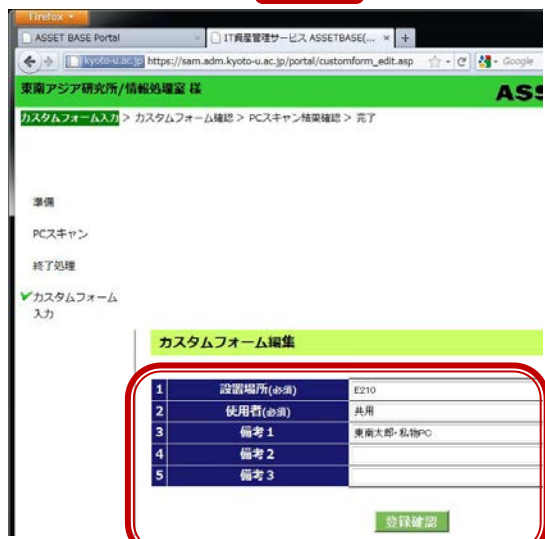 Firefox
ASSET BASE Portal
IT資産管理サービス ASSETBASE(...
kyoto-u.ac.jp https://sam.adm.kyoto-u.ac.jp/portal/customform_edit.asp
Google
東南アジア研究所/情報処理室 様
ASS
カスタムフォーム入力 > カスタムフォーム確認 > PCスキャン結果確認 > 完了
準備
PCスキャン
終了処理
カスタムフォーム
入力
カスタムフォーム編集
1 設置場所(必須) E210
2 使用者(必須) 共用
3 備考1 東南太郎・私物PC
4 備考2
5 備考3
登録確認